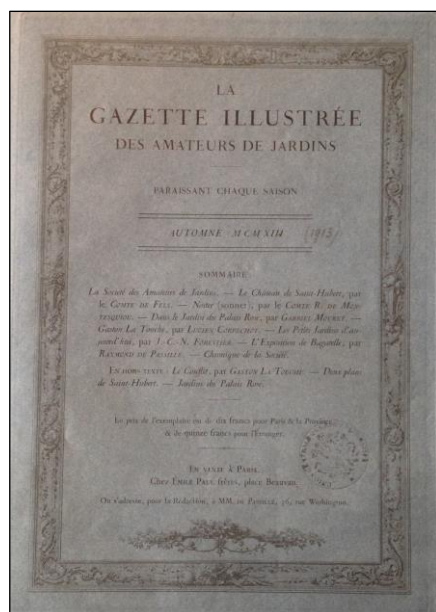 LA
GAZETTE ILLUSTRÉE
DES AMATEURS DE JARDINS
PARAISSANT CHAQUE SAISON
AUTOMNE MCMXIII (1913)
SOMMAIRE
La Société des Amateurs de Jardins. — Le Château de Saint-Hubert, par
le COMTE DE FELS. — Notre (SONNET), par le COMTE R. DE MON-
TESQUIOU. — Dans le Jardin du Palais Rose, par GABRIEL MOUREY. —
Gaston La Touche, par LUCIEN CORPECHOT. — Les Petits Jardins d'au-
jourd'hui, par J.-C.-N. FORESTIER. — L'Exposition de Bagatelle, par
RAYMOND DE PASSILLÉ. — Chronique de la Société.
EN HORS-TEXTE : Le Conflit, par GASTON LA TOUCHE. — Deux plans
de Saint-Hubert. — Jardins du Palais Rose.
Le prix de l'exemplaire est de dix francs pour Paris & la Province,
& de quinze francs pour l'Étranger.
EN VENTE À PARIS
Chez ÉMILE PAUL frères, place Beauvau
On s'adresse, pour la Rédaction, à MM. DE PASSILLÉ, 36, rue Washington.